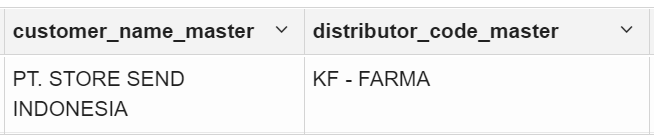 customer_name_master distributor_code_master
PT. STORE SEND KF - FARMA
INDONESIA